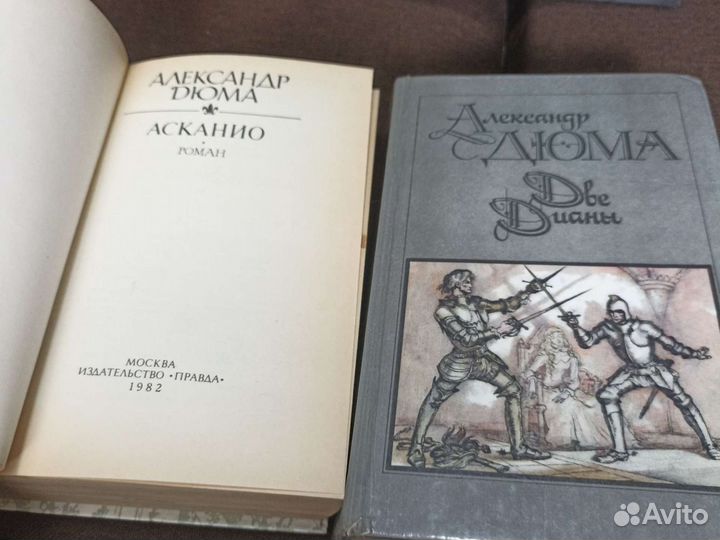 АЛЕКСАНДР
ДЮМА
АСКАНИО
РОМАН
МОСКВА
ИЗДАТЕЛЬСТВО «ПРАВДА»
1982
Александр
ДЮМА
Две
Дианы
Avito